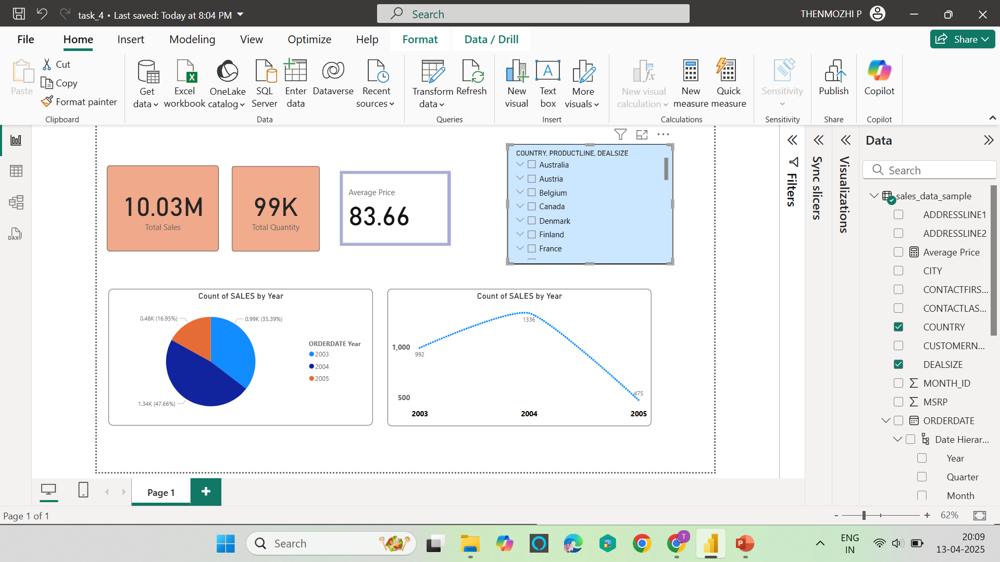 task_4 • Last saved: Today at 8:04 PM
Search
THENMOZHI P
File
Home
Insert
Modeling
View
Optimize
Help
Format
Data / Drill
Share
Paste
Cut
Copy
Format painter
Clipboard
Get data
Excel workbook
OneLake catalog
SQL Server
Enter data
Dataverse
Recent sources
Data
Transform data
Refresh
Queries
New visual
Text box
More visuals
Insert
New visual calculation
New measure
Quick measure
Calculations
Sensitivity
Sensitivity
Publish
Share
Copilot
Copilot
DAX
10.03M
Total Sales
99K
Total Quantity
Average Price
83.66
COUNTRY, PRODUCTLINE, DEALSIZE
Australia
Austria
Belgium
Canada
Denmark
Finland
France
Count of SALES by Year
0.48K (16.95%)
0.99K (35.39%)
1.34K (47.66%)
ORDERDATE Year
2003
2004
2005
Count of SALES by Year
1,000
500
992
1336
475
2003
2004
2005
Filters
Sync slicers
Visualizations
Data
Search
sales_data_sample
ADDRESSLINE1
ADDRESSLINE2
Average Price
CITY
CONTACTFIRS...
CONTACTLAS...
COUNTRY
CUSTOMERN...
DEALSIZE
MONTH_ID
MSRP
ORDERDATE
Date Hierar...
Year
Quarter
Month
Page 1
Page 1 of 1
62%
Search
T
ENG
IN
20:09
13-04-2025